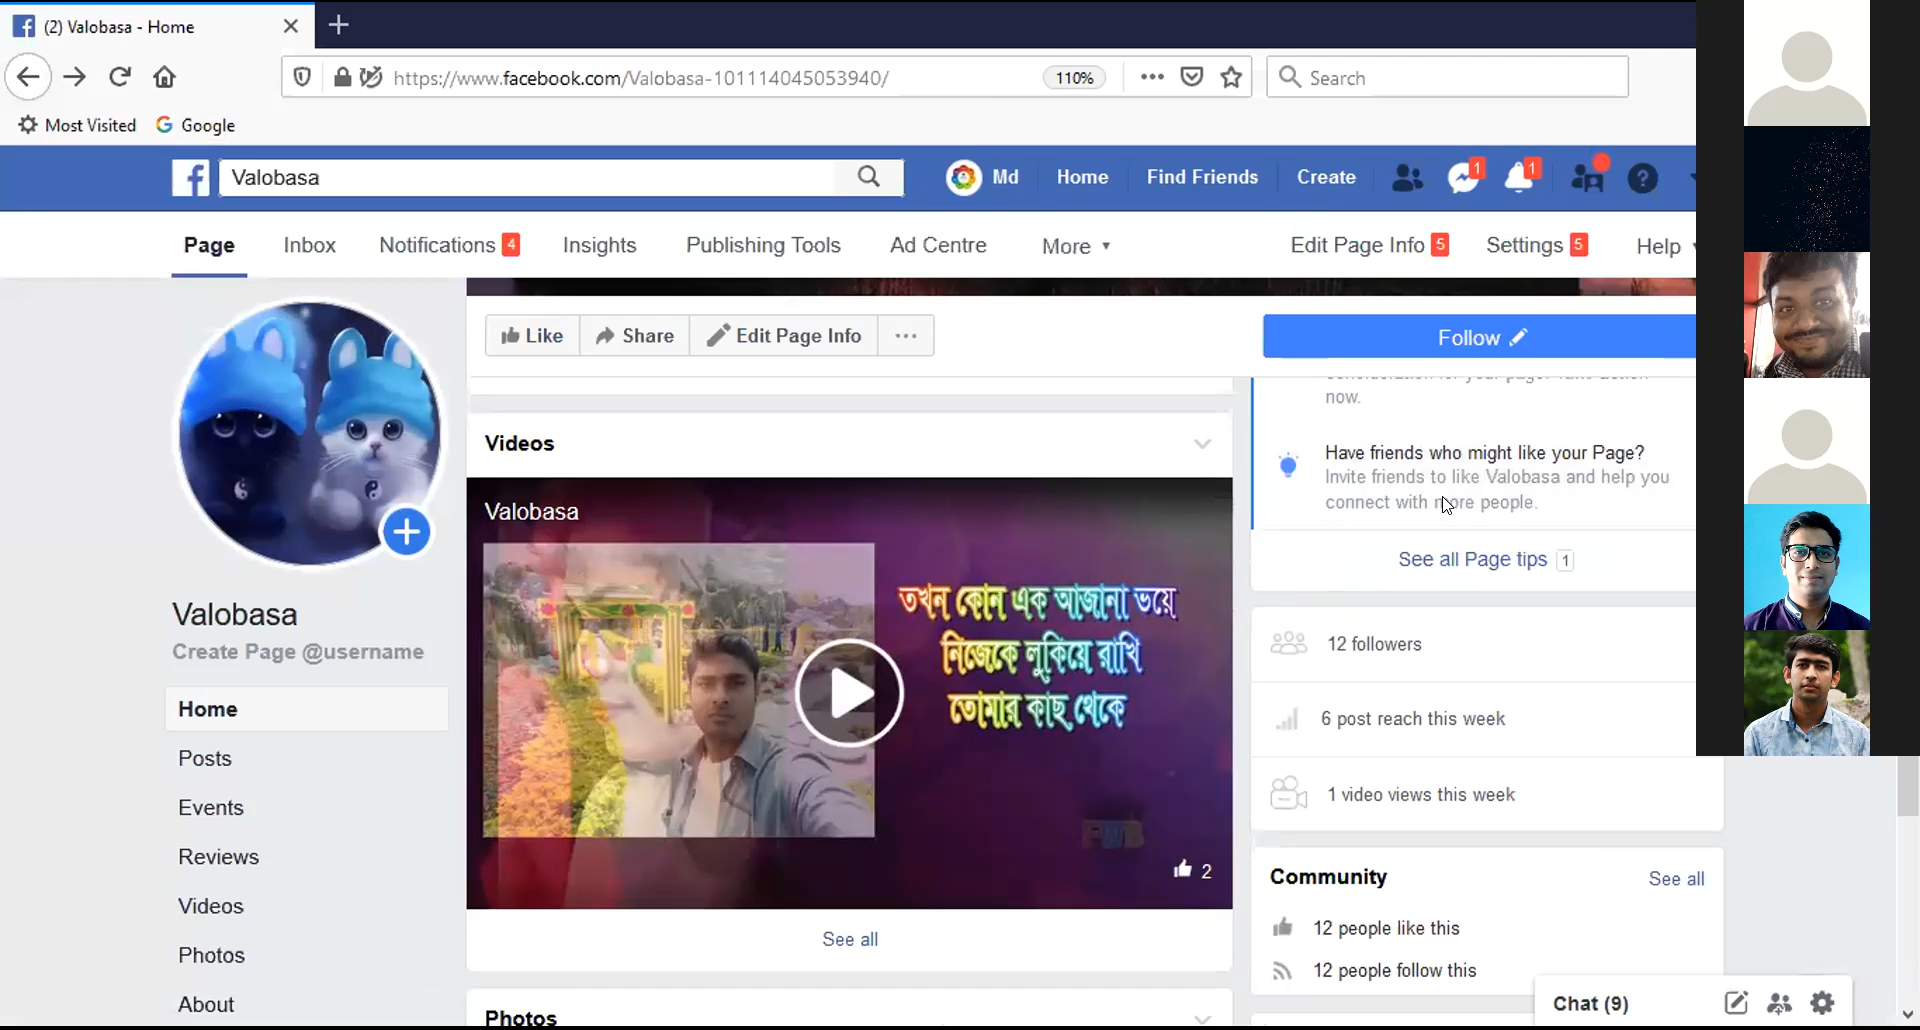 (2) Valobasa - Home
https://www.facebook.com/Valobasa-101114045053940/
110%
Search
Most Visited
Google
Valobasa
Md
Home
Find Friends
Create
1
1
Page
Inbox
Notifications 4
Insights
Publishing Tools
Ad Centre
More
Edit Page Info 5
Settings 5
Help
Like
Share
Edit Page Info
Follow
now.
Videos
Have friends who might like your Page?
Invite friends to like Valobasa and help you
connect with more people.
Valobasa
See all Page tips 1
তখন কোন এক আজানা ভয়ে
নিজেকে লুকিয়ে রাখি
তোমার কাছ থেকে
Valobasa
Create Page @username
12 followers
Home
6 post reach this week
Posts
1 video views this week
Events
Reviews
2
Community
See all
Videos
12 people like this
See all
Photos
12 people follow this
About
Photos
Chat (9)